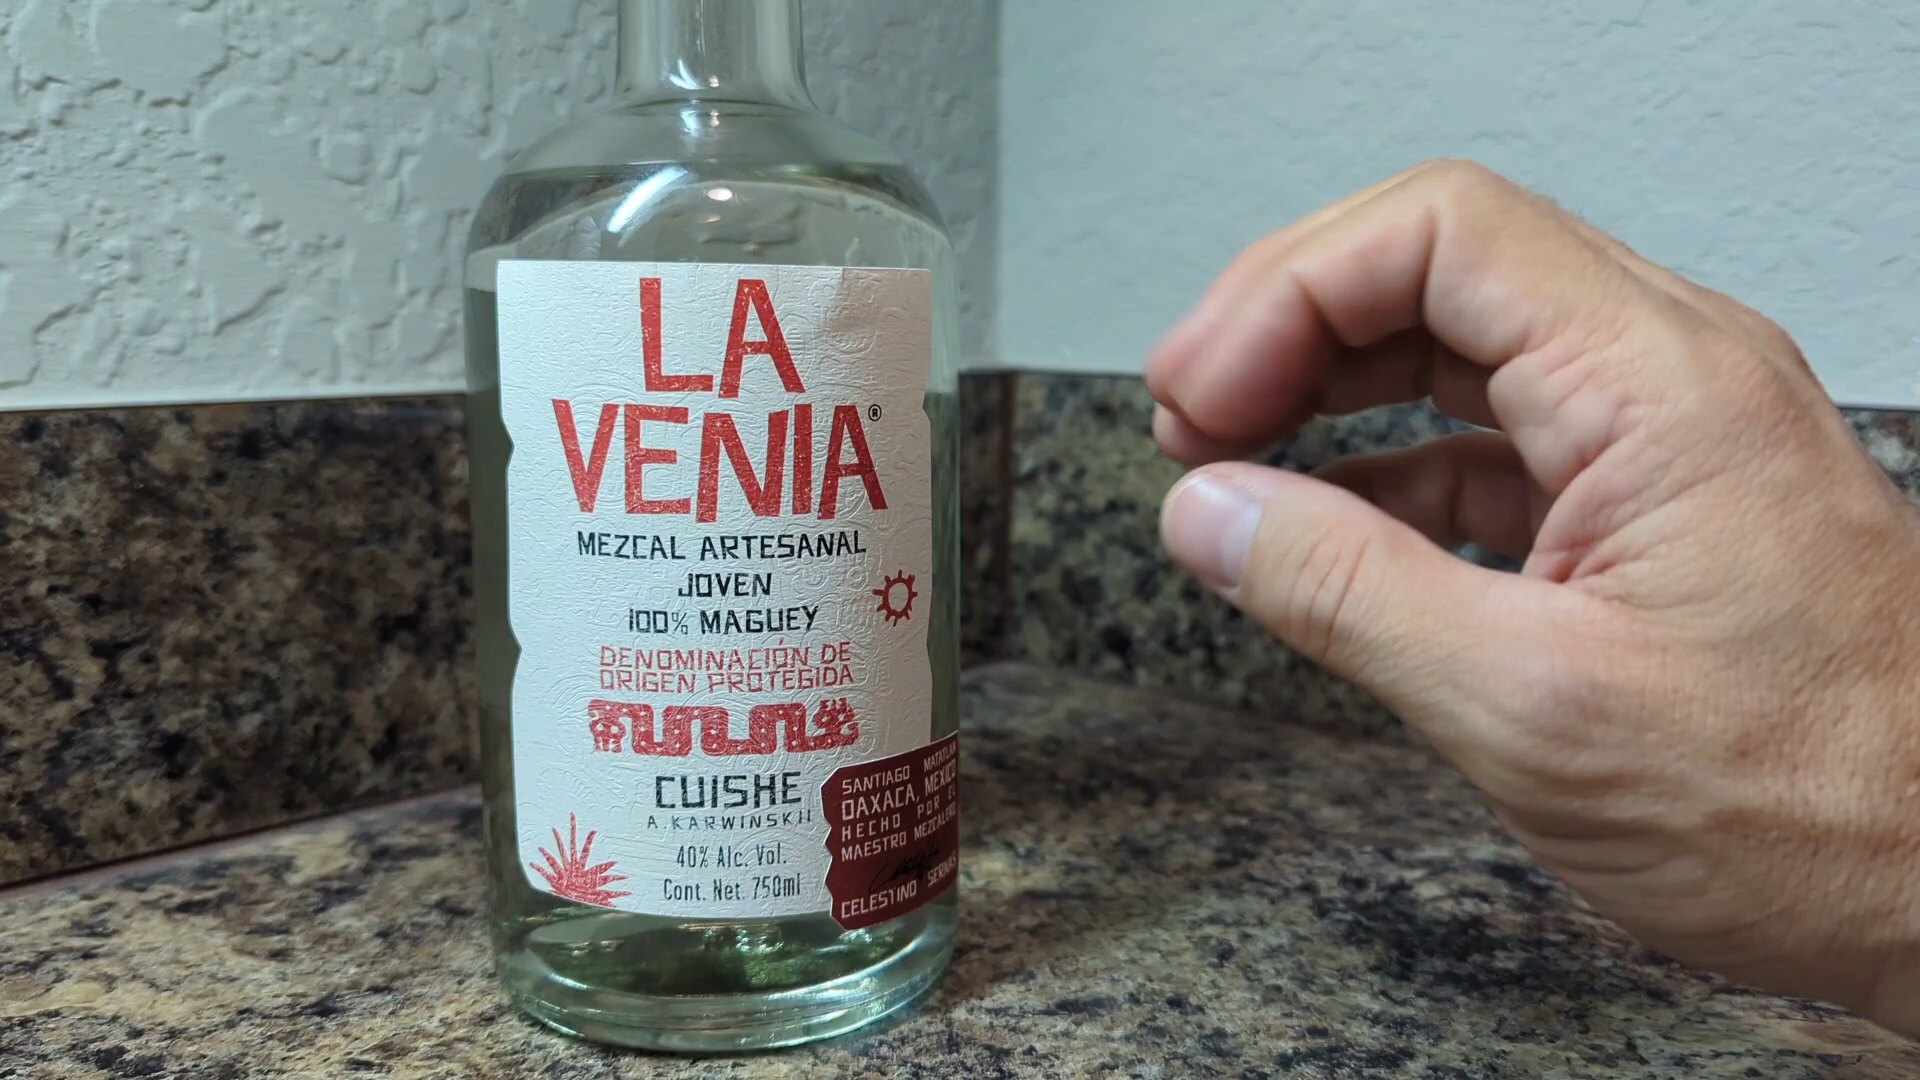 LA
VENIA®
MEZCAL ARTESANAL
JOVEN
100% MAGUEY
DENOMINACIÓN DE
ORIGEN PROTEGIDA
CUISHE
A. KARWINSKII
40% Alc. Vol.
Cont. Net. 750ml
SANTIAGO MATATLAN
OAXACA, MEXICO
HECHO POR EL
MAESTRO MEZCALERO
CELESTINO SERNAS